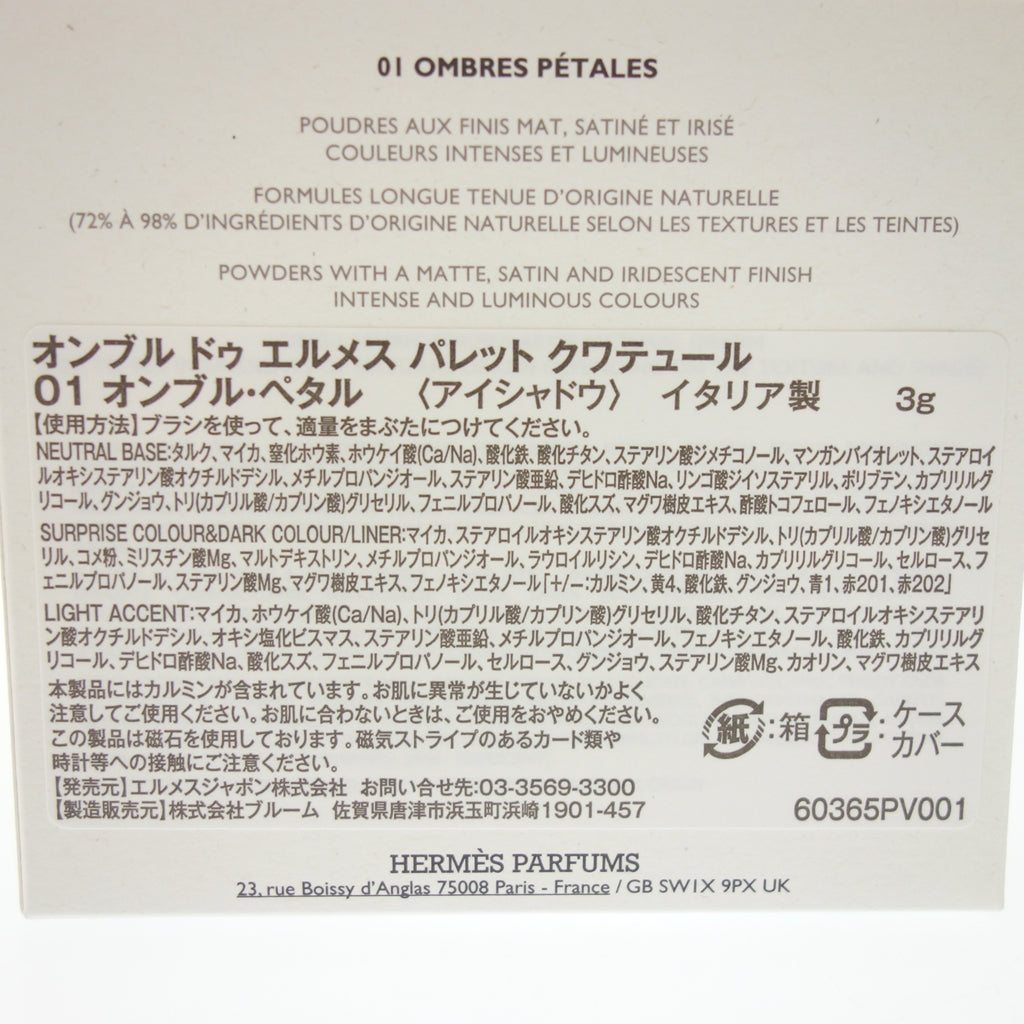 01 OMBRES PÉTALES
POUDRES AUX FINIS MAT, SATINÉ ET IRISÉ
COULEURS INTENSES ET LUMINEUSES
FORMULES LONGUE TENUE D'ORIGINE NATURELLE
(72% À 98% D'INGRÉDIENTS D'ORIGINE NATURELLE SELON LES TEXTURES ET LES TEINTES)
POWDERS WITH A MATTE, SATIN AND IRIDESCENT FINISH
INTENSE AND LUMINOUS COLOURS
オンブル ドゥ エルメス パレット クワテュール
01 オンブル・ペタル 〈アイシャドウ〉 イタリア製 3g
【使用方法】ブラシを使って、適量をまぶたにつけてください。
NEUTRAL BASE:タルク、マイカ、窒化ホウ素、ホウケイ酸(Ca/Na)、酸化鉄、酸化チタン、ステアリン酸ジメチコノール、マンガンバイオレット、ステアロイ
ルオキシステアリン酸オクチルドデシル、メチルプロパンジオール、ステアリン酸亜鉛、デヒドロ酢酸Na、リンゴ酸ジイソステアリル、ポリブテン、カプリリルグ
リコール、グンジョウ、トリ(カプリル酸/カプリン酸)グリセリル、フェニルプロパノール、酸化スズ、マグワ樹皮エキス、酢酸トコフェロール、フェノキシエタノール
SURPRISE COLOUR&DARK COLOUR/LINER:マイカ、ステアロイルオキシステアリン酸オクチルドデシル、トリ(カプリル酸/カプリン酸)グリセ
リル、コメ粉、ミリスチン酸Mg、マルトデキストリン、メチルプロパンジオール、ラウロイルリシン、デヒドロ酢酸Na、カプリリルグリコール、セルロース、フ
ェニルプロパノール、ステアリン酸Mg、マグワ樹皮エキス、フェノキシエタノール「+/−:カルミン、黄4、酸化鉄、グンジョウ、青1、赤201、赤202」
LIGHT ACCENT:マイカ、ホウケイ酸(Ca/Na)、トリ(カプリル酸/カプリン酸)グリセリル、酸化チタン、ステアロイルオキシステアリ
ン酸オクチルドデシル、オキシ塩化ビスマス、ステアリン酸亜鉛、メチルプロパンジオール、フェノキシエタノール、酸化鉄、カプリリルグ
リコール、デヒドロ酢酸Na、酸化スズ、フェニルプロパノール、セルロース、グンジョウ、ステアリン酸Mg、カオリン、マグワ樹皮エキス
本製品にはカルミンが含まれています。お肌に異常が生じていないかよく
注意してご使用ください。お肌に合わないときは、ご使用をおやめください。
この製品は磁石を使用しております。磁気ストライプのあるカード類や
時計等への接触にご注意ください。
紙:箱 プラ:ケース
カバー
【発売元】エルメスジャポン株式会社 お問い合せ先:03-3569-3300
【製造販売元】株式会社ブルーム 佐賀県唐津市浜玉町浜崎1901-457
60365PV001
HERMÈS PARFUMS
23, rue Boissy d'Anglas 75008 Paris - France / GB SW1X 9PX UK